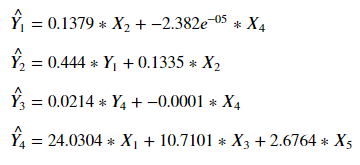 Ŷ₁ = 0.1379 * X₂ + −2.382e⁻⁰⁵ * X₄
Ŷ₂ = 0.444 * Y₁ + 0.1335 * X₂
Ŷ₃ = 0.0214 * Y₄ + −0.0001 * X₄
Ŷ₄ = 24.0304 * X₁ + 10.7101 * X₃ + 2.6764 * X₅